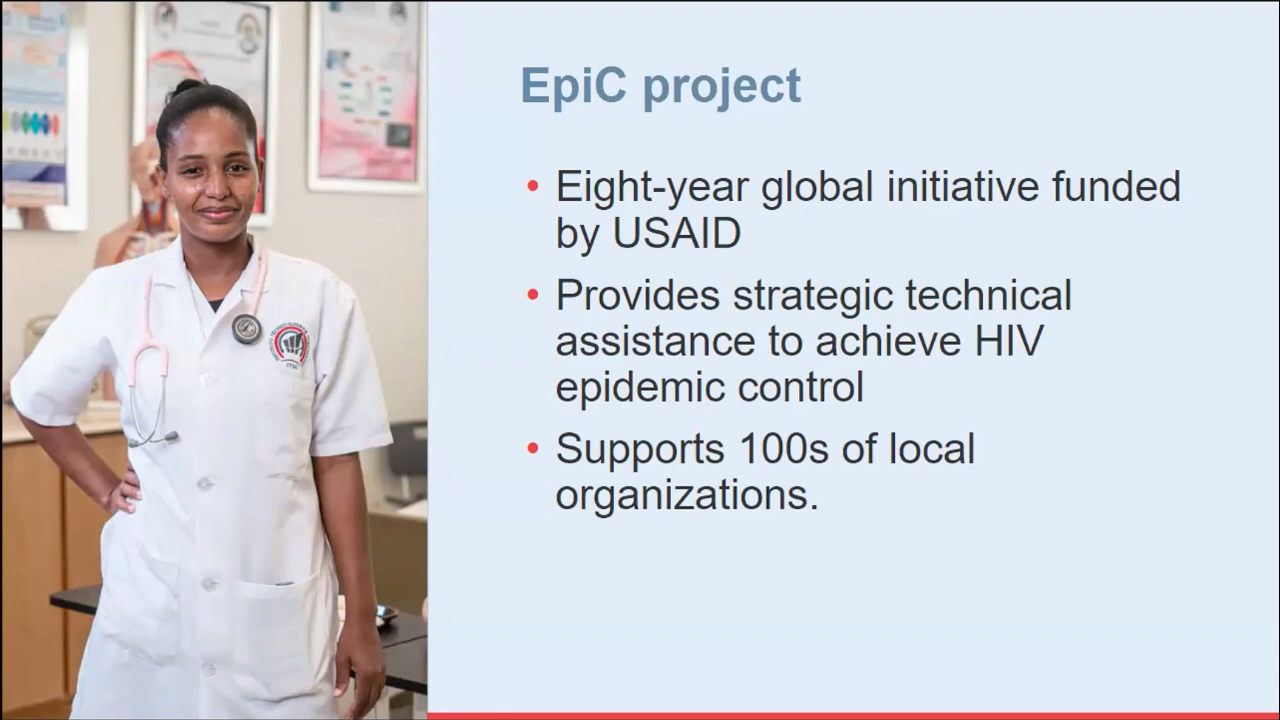 EpiC project
• Eight-year global initiative funded
by USAID
• Provides strategic technical
assistance to achieve HIV
epidemic control
• Supports 100s of local
organizations.